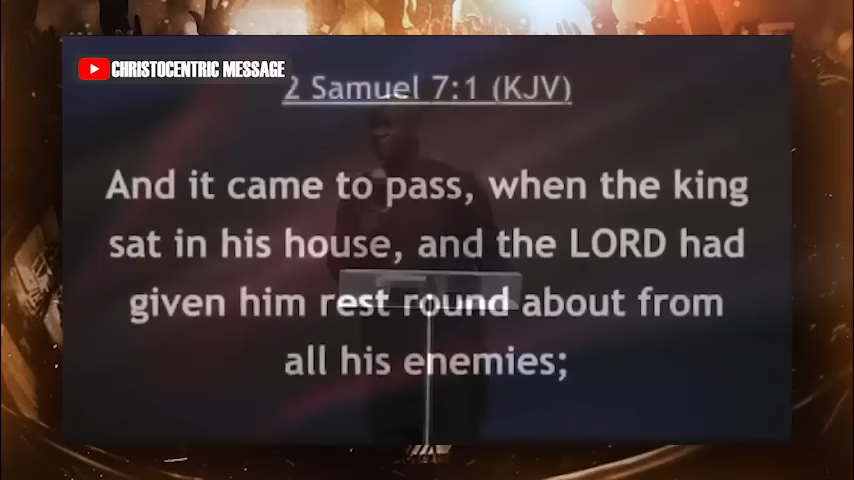 CHRISTOCENTRIC MESSAGE
2 Samuel 7:1 (KJV)
And it came to pass, when the king
sat in his house, and the LORD had
given him rest round about from
all his enemies;